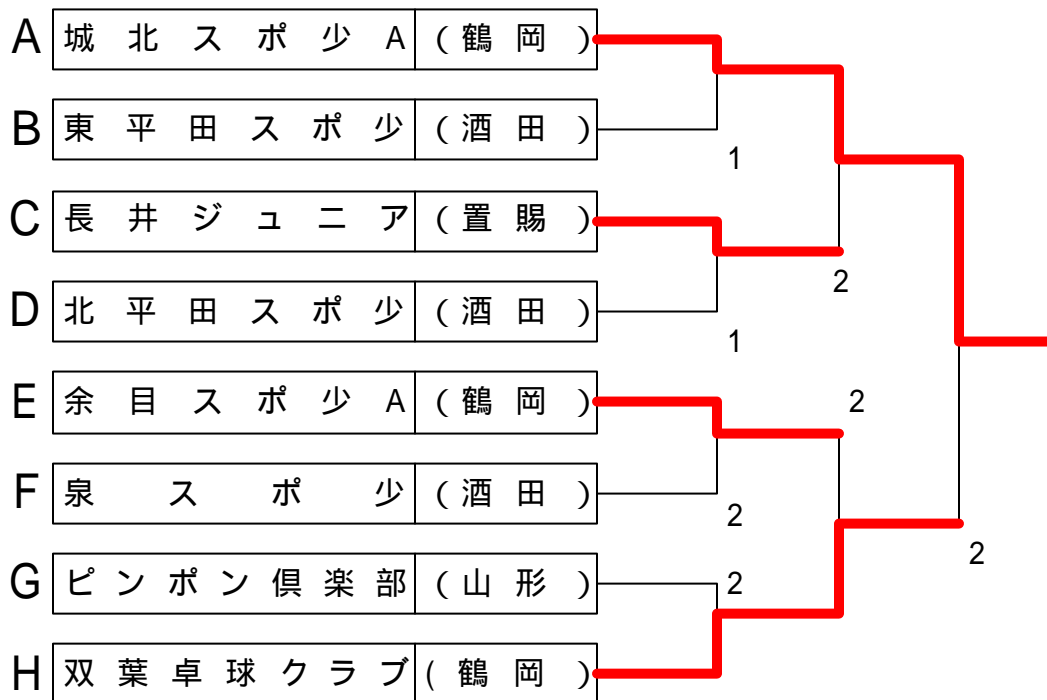 A 城北スポ少A (鶴岡)
B 東平田スポ少 (酒田)
1
C 長井ジュニア (置賜)
2
D 北平田スポ少 (酒田)
1
E 余目スポ少A (鶴岡)
2
F 泉スポ少 (酒田)
2
2
G ピンポン倶楽部 (山形)
2
H 双葉卓球クラブ (鶴岡)